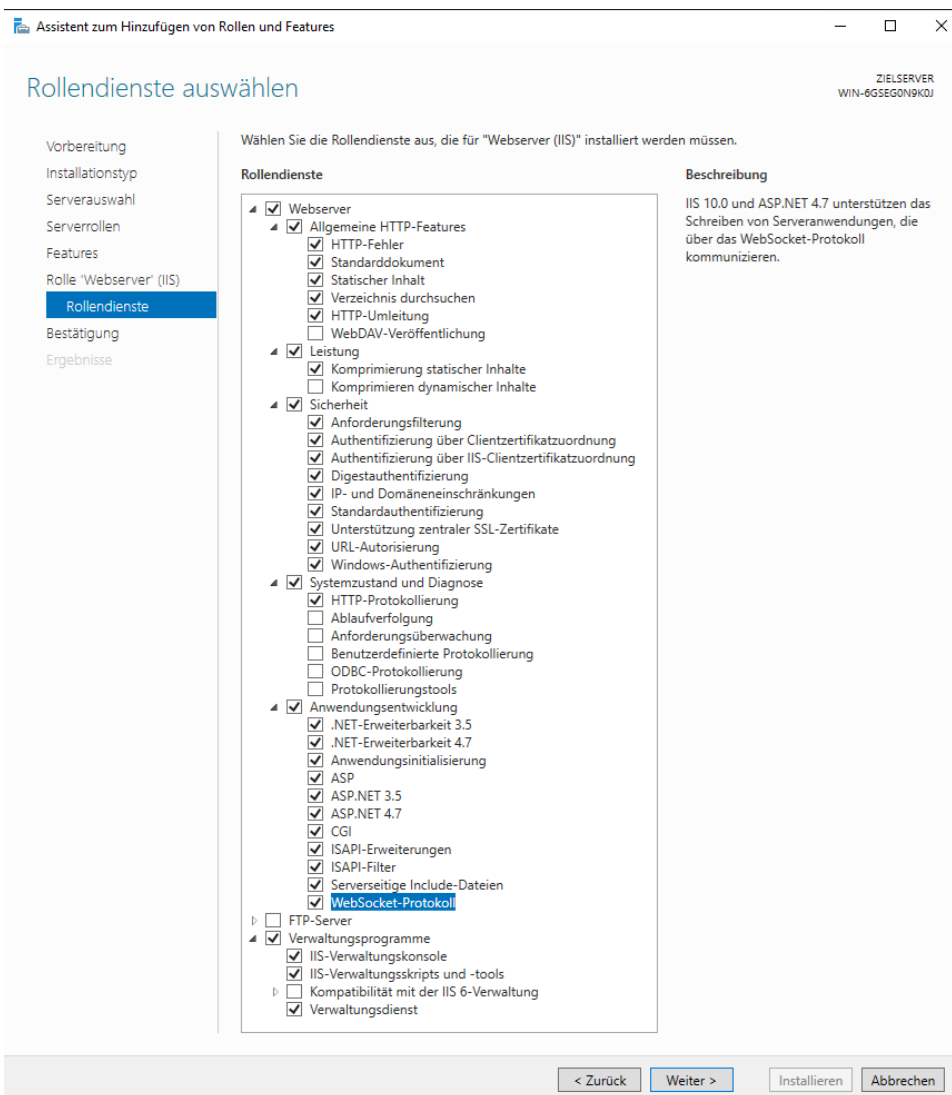 Assistent zum Hinzufügen von Rollen und Features
Rollendienste auswählen
ZIELSERVER
WIN-6GSEG0N9K0J
Vorbereitung
Installationstyp
Serverauswahl
Serverrollen
Features
Rolle 'Webserver' (IIS)
Rollendienste
Bestätigung
Ergebnisse
Wählen Sie die Rollendienste aus, die für "Webserver (IIS)" installiert werden müssen.
Rollendienste
Webserver
Allgemeine HTTP-Features
HTTP-Fehler
Standarddokument
Statischer Inhalt
Verzeichnis durchsuchen
HTTP-Umleitung
WebDAV-Veröffentlichung
Leistung
Komprimierung statischer Inhalte
Komprimieren dynamischer Inhalte
Sicherheit
Anforderungsfilterung
Authentifizierung über Clientzertifikatzuordnung
Authentifizierung über IIS-Clientzertifikatzuordnung
Digestauthentifizierung
IP- und Domäneneinschränkungen
Standardauthentifizierung
Unterstützung zentraler SSL-Zertifikate
URL-Autorisierung
Windows-Authentifizierung
Systemzustand und Diagnose
HTTP-Protokollierung
Ablaufverfolgung
Anforderungsüberwachung
Benutzerdefinierte Protokollierung
ODBC-Protokollierung
Protokollierungstools
Anwendungsentwicklung
.NET-Erweiterbarkeit 3.5
.NET-Erweiterbarkeit 4.7
Anwendungsinitialisierung
ASP
ASP.NET 3.5
ASP.NET 4.7
CGI
ISAPI-Erweiterungen
ISAPI-Filter
Serverseitige Include-Dateien
WebSocket-Protokoll
FTP-Server
Verwaltungsprogramme
IIS-Verwaltungskonsole
IIS-Verwaltungsskripts und -tools
Kompatibilität mit der IIS 6-Verwaltung
Verwaltungsdienst
Beschreibung
IIS 10.0 und ASP.NET 4.7 unterstützen das
Schreiben von Serveranwendungen, die
über das WebSocket-Protokoll
kommunizieren.
< Zurück
Weiter >
Installieren
Abbrechen